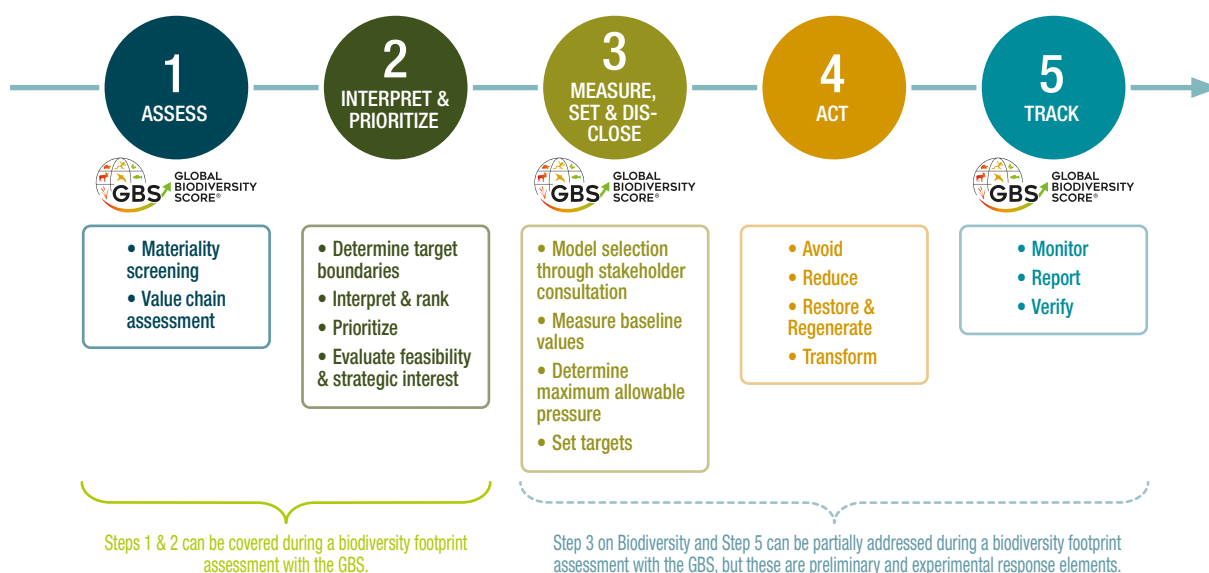 1
ASSESS
2
INTERPRET &
PRIORITIZE
3
MEASURE,
SET & DIS-
CLOSE
4
ACT
5
TRACK
GBS
GLOBAL
BIODIVERSITY
SCORE®
GBS
GLOBAL
BIODIVERSITY
SCORE®
GBS
GLOBAL
BIODIVERSITY
SCORE®
• Materiality
screening
• Value chain
assessment
• Determine target
boundaries
• Interpret & rank
• Prioritize
• Evaluate feasibility
& strategic interest
• Model selection
through stakeholder
consultation
• Measure baseline
values
• Determine
maximum allowable
pressure
• Set targets
• Avoid
• Reduce
• Restore &
Regenerate
• Transform
• Monitor
• Report
• Verify
Steps 1 & 2 can be covered during a biodiversity footprint
assessment with the GBS.
Step 3 on Biodiversity and Step 5 can be partially addressed during a biodiversity footprint
assessment with the GBS, but these are preliminary and experimental response elements.